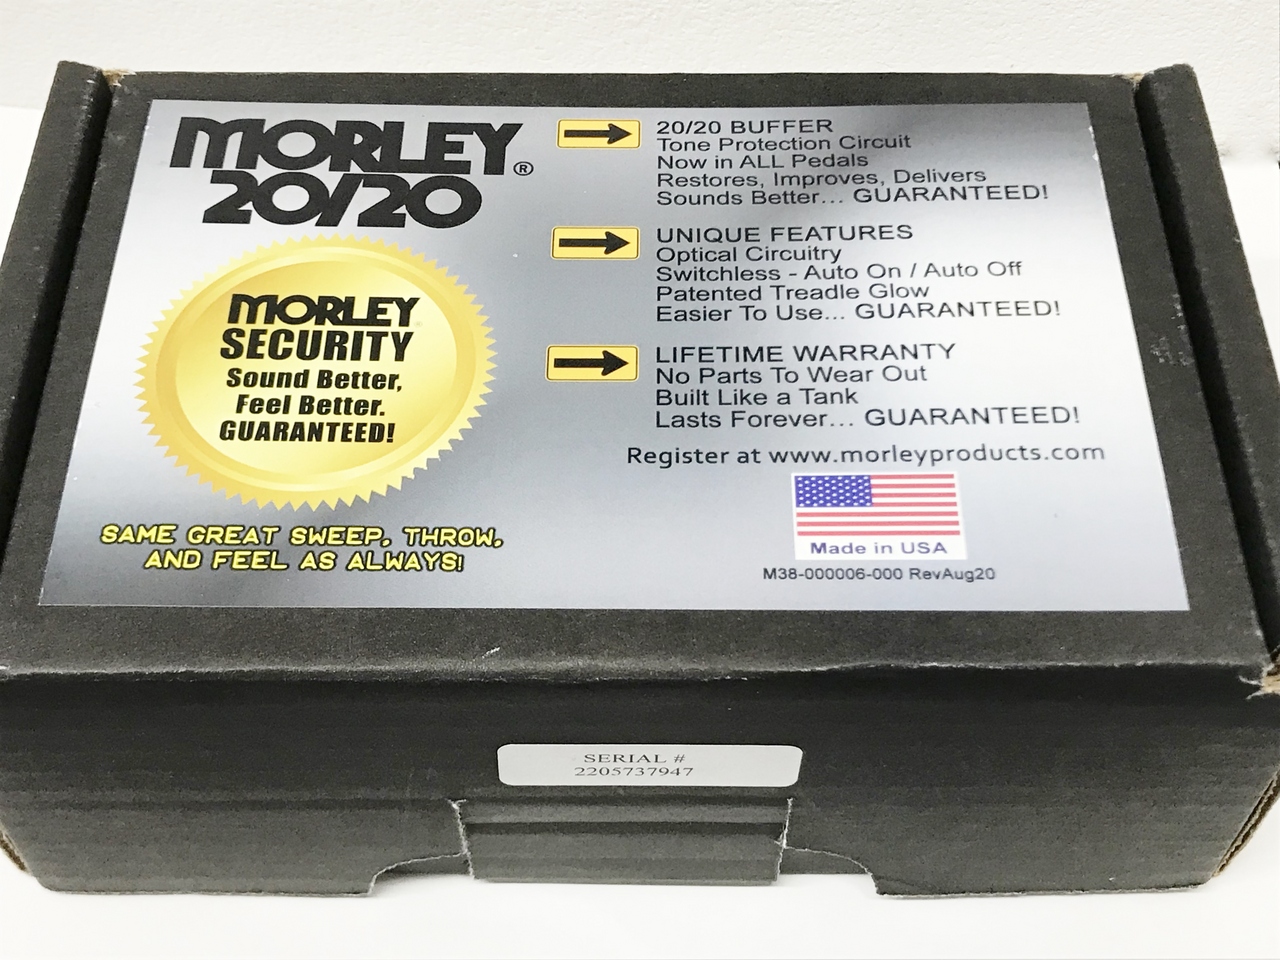 MORLEY®
20/20
MORLEY
SECURITY
Sound Better,
Feel Better.
GUARANTEED!
SAME GREAT SWEEP, THROW,
AND FEEL AS ALWAYS!
20/20 BUFFER
Tone Protection Circuit
Now in ALL Pedals
Restores, Improves, Delivers
Sounds Better... GUARANTEED!
UNIQUE FEATURES
Optical Circuitry
Switchless - Auto On / Auto Off
Patented Treadle Glow
Easier To Use... GUARANTEED!
LIFETIME WARRANTY
No Parts To Wear Out
Built Like a Tank
Lasts Forever... GUARANTEED!
Register at www.morleyproducts.com
Made in USA
M38-000006-000 RevAug20
SERIAL #
2205737947